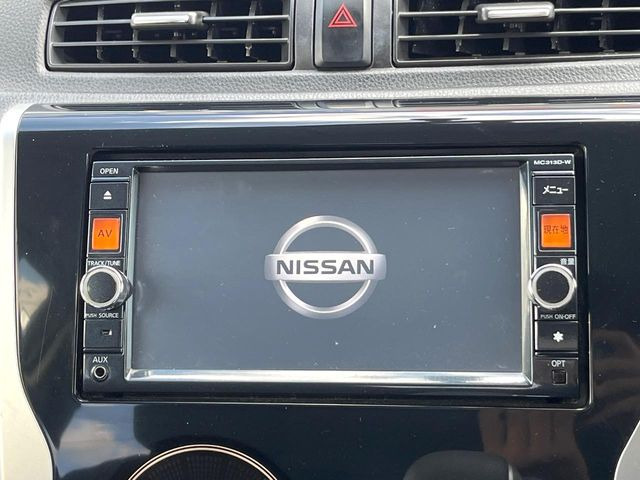 OPEN
MC313D-W
メニュー
AV
現在地
NISSAN
TRACK/TUNE
音量
PUSH SOURCE
PUSH ON·OFF
AUX
OPT